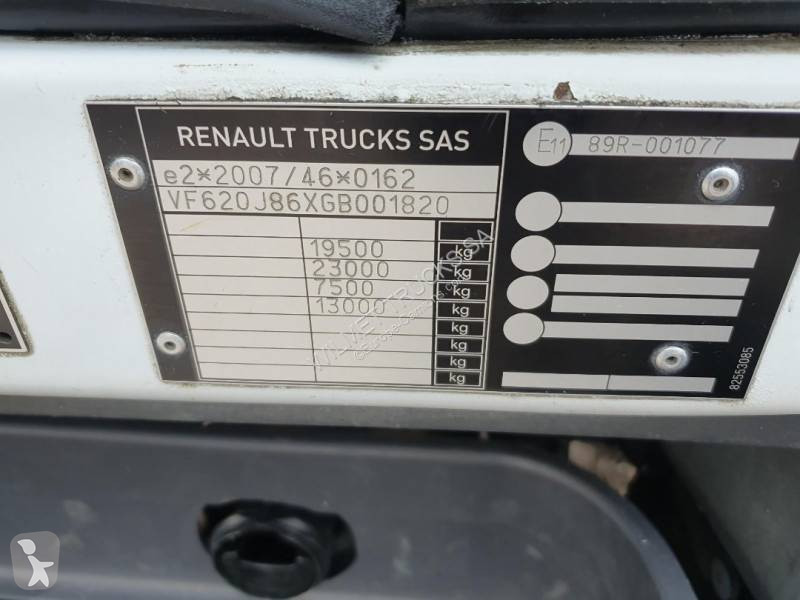 RENAULT TRUCKS SAS
e2*2007/46*0162
VF620J86XGB001820
19500 kg
23000 kg
7500 kg
13000 kg
kg
kg
kg
kg
E11 89R-001077
82553085